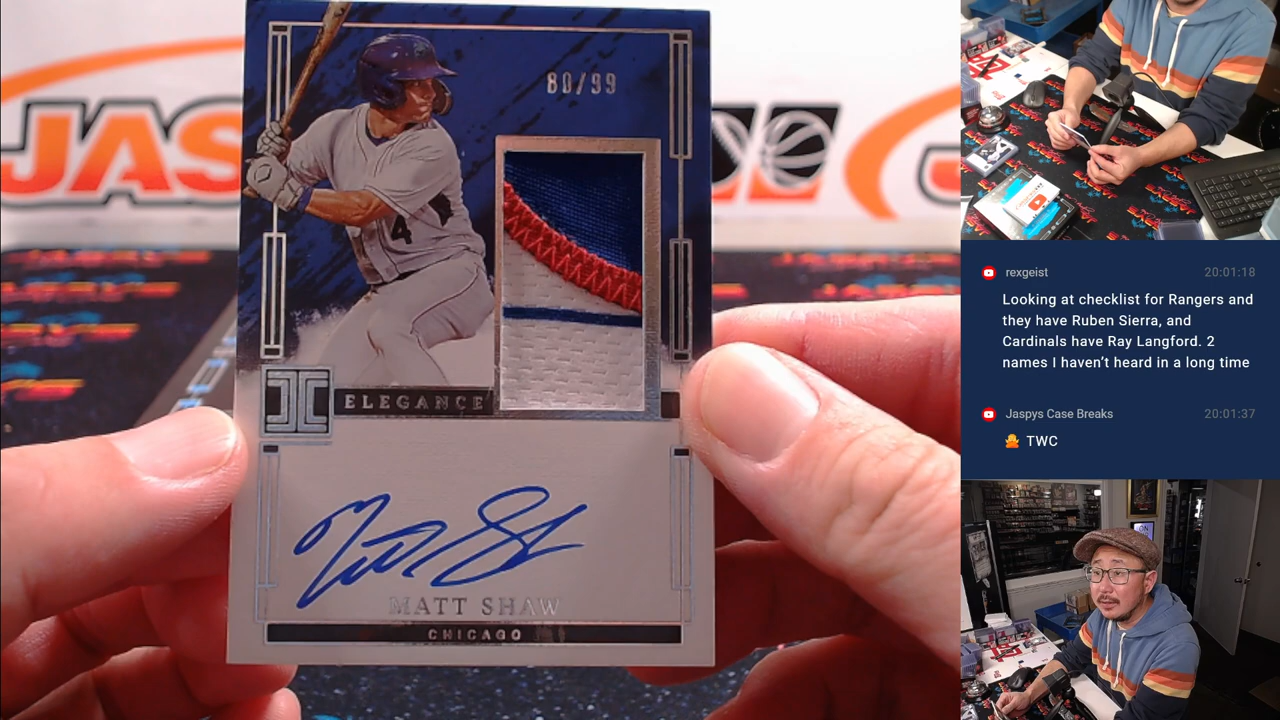 JAS
80/99
4
ELEGANCE
MATT SHAW
CHICAGO
rexgeist
20:01:18
Looking at checklist for Rangers and
they have Ruben Sierra, and
Cardinals have Ray Langford. 2
names I haven't heard in a long time
Jaspys Case Breaks
20:01:37
TWC